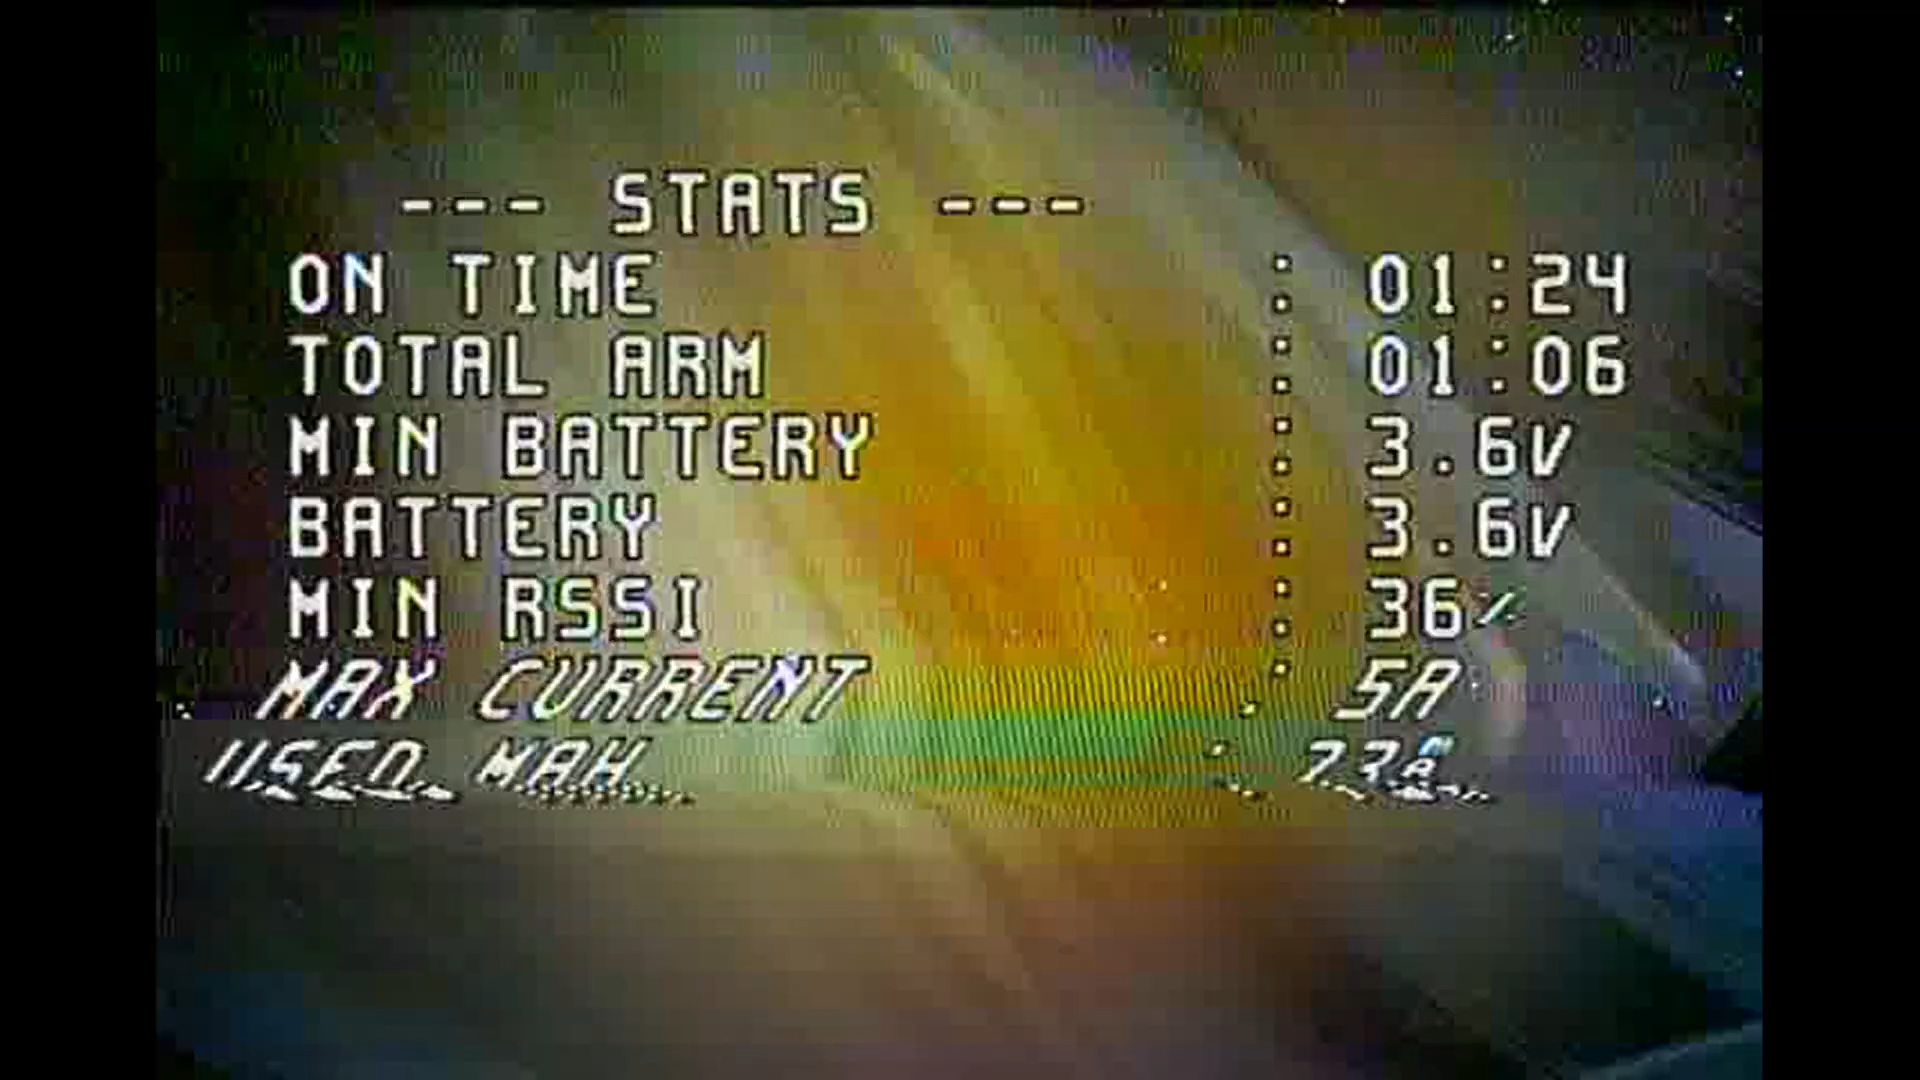 --- STATS ---
ON TIME : 01:24
TOTAL ARM : 01:06
MIN BATTERY : 3.6V
BATTERY : 3.6V
MIN RSSI : 36%
MAX CURRENT : 5A
USED MAH :